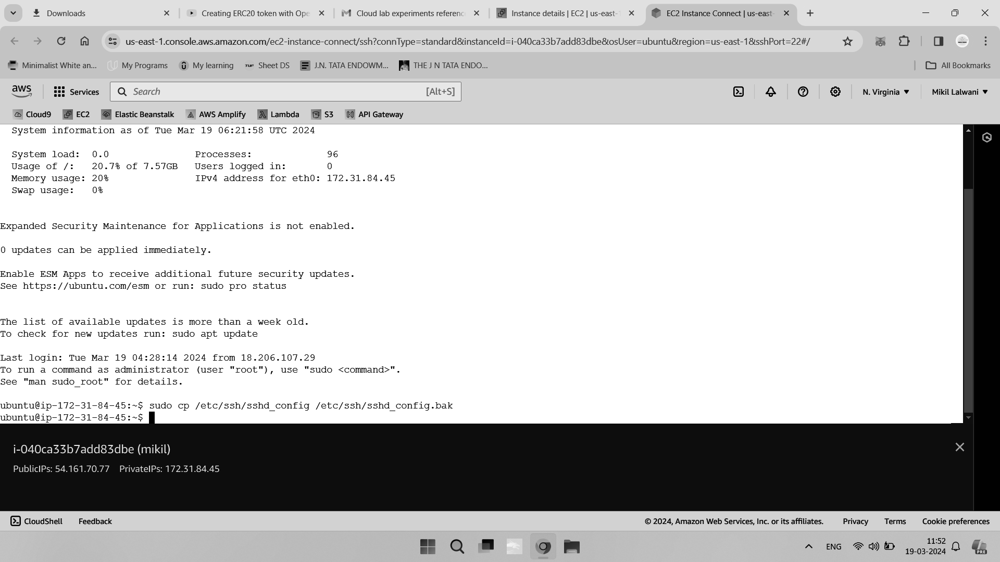 Downloads
Creating ERC20 token with Ope
Cloud lab experiments referenc
Instance details | EC2 | us-east-1
EC2 Instance Connect | us-east-
us-east-1.console.aws.amazon.com/ec2-instance-connect/ssh?connType=standard&instanceId=i-040ca33b7add83dbe&osUser=ubuntu&region=us-east-1&sshPort=22#/
Minimalist White an...
My Programs
My learning
TUF Sheet DS
J.N. TATA ENDOWM...
THE J N TATA ENDO...
All Bookmarks
aws
Services
Search [Alt+S]
N. Virginia
Mikil Lalwani
Cloud9
EC2
Elastic Beanstalk
AWS Amplify
Lambda
S3
API Gateway
System information as of Tue Mar 19 06:21:58 UTC 2024
System load: 0.0 Processes: 96
Usage of /: 20.7% of 7.57GB Users logged in: 0
Memory usage: 20% IPv4 address for eth0: 172.31.84.45
Swap usage: 0%
Expanded Security Maintenance for Applications is not enabled.
0 updates can be applied immediately.
Enable ESM Apps to receive additional future security updates.
See https://ubuntu.com/esm or run: sudo pro status
The list of available updates is more than a week old.
To check for new updates run: sudo apt update
Last login: Tue Mar 19 04:28:14 2024 from 18.206.107.29
To run a command as administrator (user "root"), use "sudo <command>".
See "man sudo_root" for details.
ubuntu@ip-172-31-84-45:~$ sudo cp /etc/ssh/sshd_config /etc/ssh/sshd_config.bak
ubuntu@ip-172-31-84-45:~$
i-040ca33b7add83dbe (mikil)
PublicIPs: 54.161.70.77 PrivateIPs: 172.31.84.45
CloudShell
Feedback
© 2024, Amazon Web Services, Inc. or its affiliates.
Privacy
Terms
Cookie preferences
ENG
11:52
19-03-2024
PRE